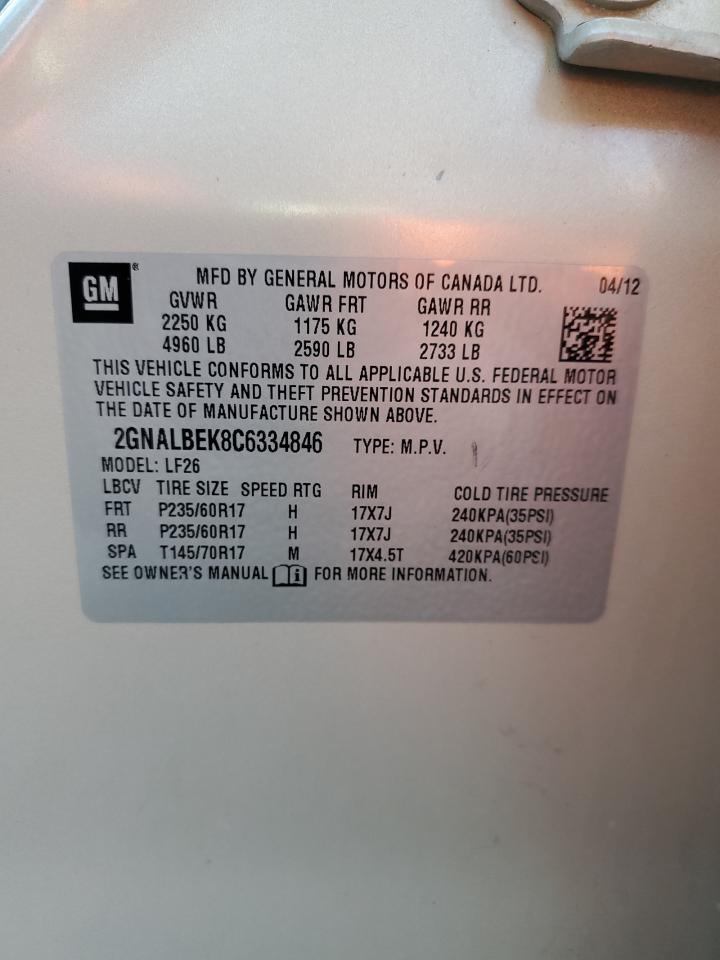 GM®
MFD BY GENERAL MOTORS OF CANADA LTD. 04/12
GVWR GAWR FRT GAWR RR
2250 KG 1175 KG 1240 KG
4960 LB 2590 LB 2733 LB
THIS VEHICLE CONFORMS TO ALL APPLICABLE U.S. FEDERAL MOTOR
VEHICLE SAFETY AND THEFT PREVENTION STANDARDS IN EFFECT ON
THE DATE OF MANUFACTURE SHOWN ABOVE.
2GNALBEK8C6334846 TYPE: M.P.V.
MODEL: LF26
LBCV TIRE SIZE SPEED RTG RIM COLD TIRE PRESSURE
FRT P235/60R17 H 17X7J 240KPA(35PSI)
RR P235/60R17 H 17X7J 240KPA(35PSI)
SPA T145/70R17 M 17X4.5T 420KPA(60PSI)
SEE OWNER'S MANUAL i FOR MORE INFORMATION.